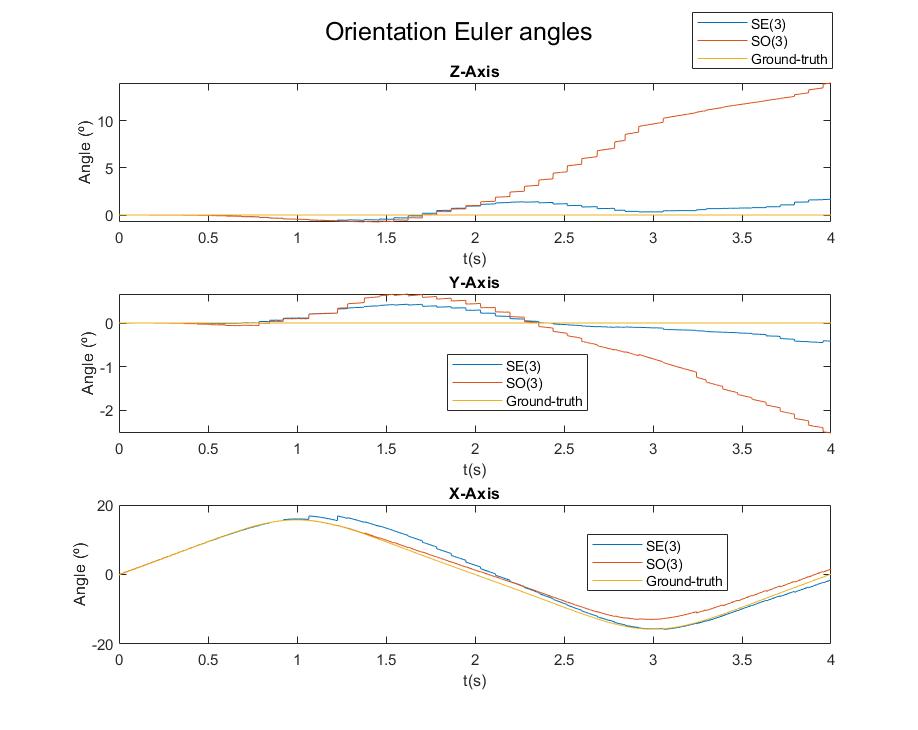 Orientation Euler angles
SE(3)
SO(3)
Ground-truth
Z-Axis
Angle (º)
10
5
0
0 0.5 1 1.5 2 2.5 3 3.5 4
t(s)
Y-Axis
Angle (º)
0
-1
-2
SE(3)
SO(3)
Ground-truth
0 0.5 1 1.5 2 2.5 3 3.5 4
t(s)
X-Axis
Angle (º)
20
0
-20
SE(3)
SO(3)
Ground-truth
0 0.5 1 1.5 2 2.5 3 3.5 4
t(s)